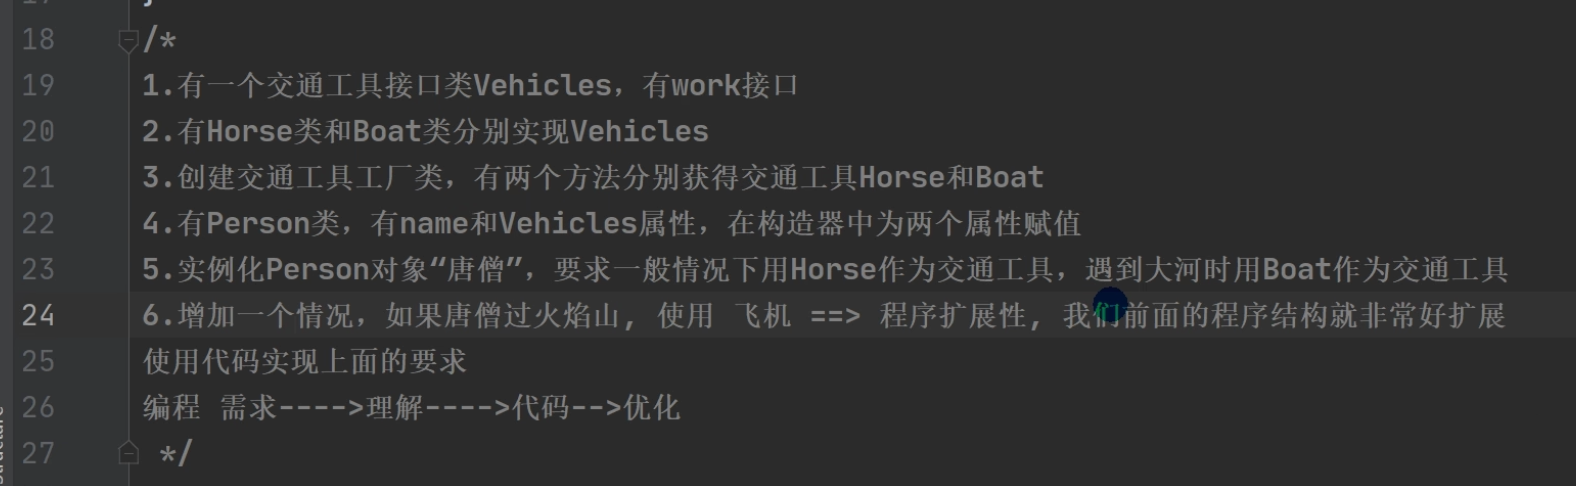 18 /*
19 1.有一个交通工具接口类Vehicles，有work接口
20 2.有Horse类和Boat类分别实现Vehicles
21 3.创建交通工具工厂类，有两个方法分别获得交通工具Horse和Boat
22 4.有Person类，有name和Vehicles属性，在构造器中为两个属性赋值
23 5.实例化Person对象“唐僧”，要求一般情况下用Horse作为交通工具，遇到大河时用Boat作为交通工具
24 6.增加一个情况，如果唐僧过火焰山, 使用 飞机 ==> 程序扩展性, 我们前面的程序结构就非常好扩展
25 使用代码实现上面的要求
26 编程 需求---->理解---->代码-->优化
27 */